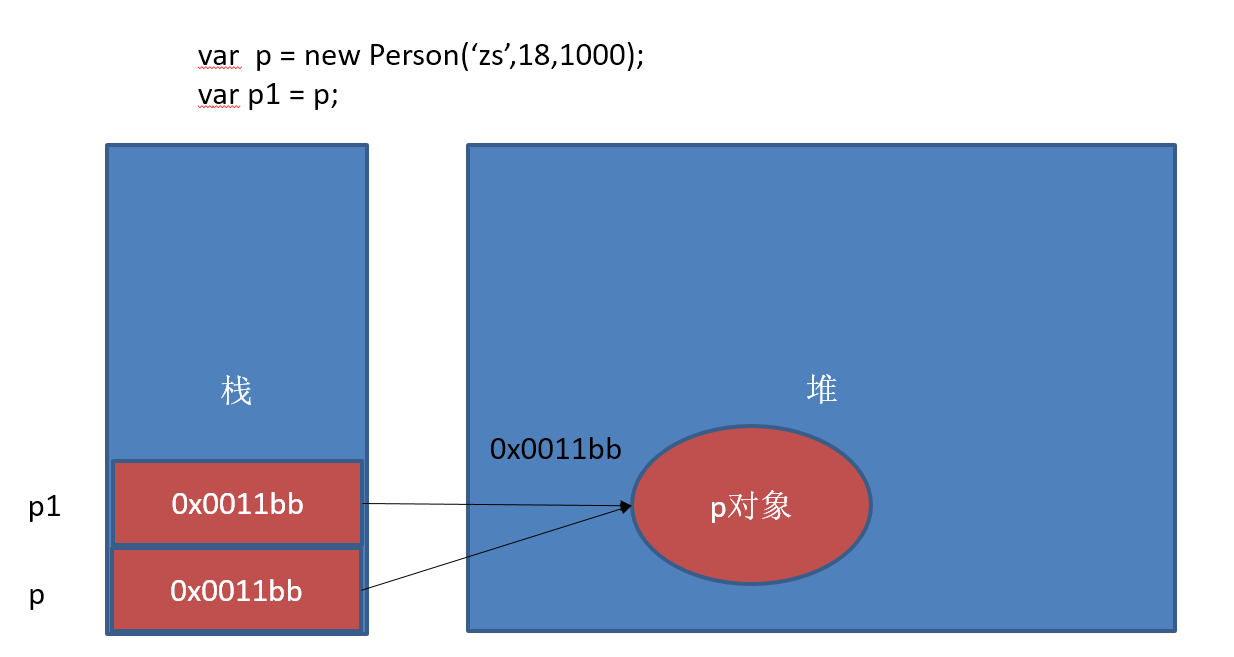 var  p = new Person(‘zs’,18,1000);
var p1 = p;
栈
堆
0x0011bb
p1
0x0011bb
p对象
p
0x0011bb